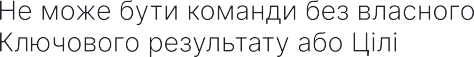 Не може бути команди без власного
Ключового результату або Цілі